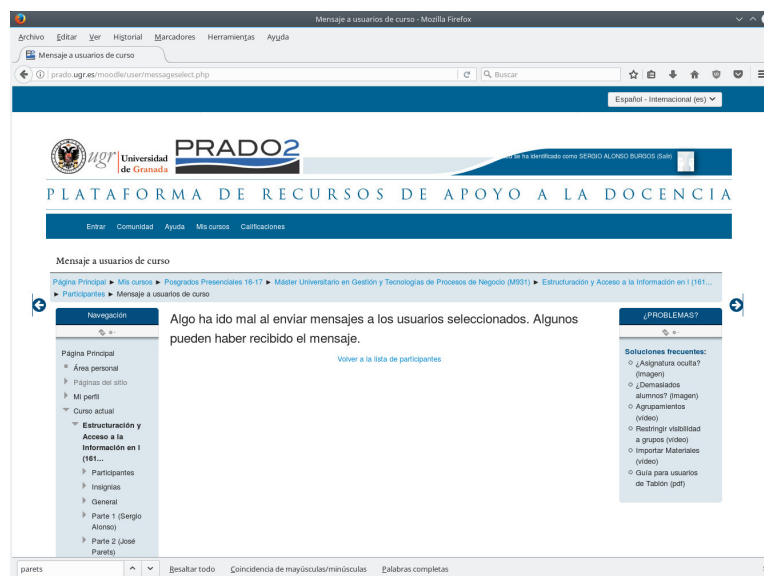 Mensaje a usuarios de curso - Mozilla Firefox
Archivo Editar Ver Historial Marcadores Herramientas Ayuda
Mensaje a usuarios de curso
prado.ugr.es/moodle/user/messageselect.php
Buscar
Español - Internacional (es)
ugr Universidad de Granada
PRADO2
se ha identificado como SERGIO ALONSO BURGOS (Salir)
PLATAFORMA DE RECURSOS DE APOYO A LA DOCENCIA
Entrar Comunidad Ayuda Mis cursos Calificaciones
Mensaje a usuarios de curso
Página Principal ► Mis cursos ► Posgrados Presenciales 16-17 ► Máster Universitario en Gestión y Tecnologías de Procesos de Negocio (M931) ► Estructuración y Acceso a la Información en I (161...
► Participantes ► Mensaje a usuarios de curso
Navegación
Página Principal
Área personal
Páginas del sitio
Mi perfil
Curso actual
Estructuración y
Acceso a la
Información en I
(161...
Participantes
Insignias
General
Parte 1 (Sergio
Alonso)
Parte 2 (José
Parets)
Algo ha ido mal al enviar mensajes a los usuarios seleccionados. Algunos
pueden haber recibido el mensaje.
Volver a la lista de participantes
¿PROBLEMAS?
Soluciones frecuentes:
¿Asignatura oculta?
(imagen)
¿Demasiados
alumnos? (imagen)
Agrupamientos
(vídeo)
Restringir visibilidad
a grupos (vídeo)
Importar Materiales
(vídeo)
Guía para usuarios
de Tablón (pdf)
parets
Resaltar todo Coincidencia de mayúsculas/minúsculas Palabras completas